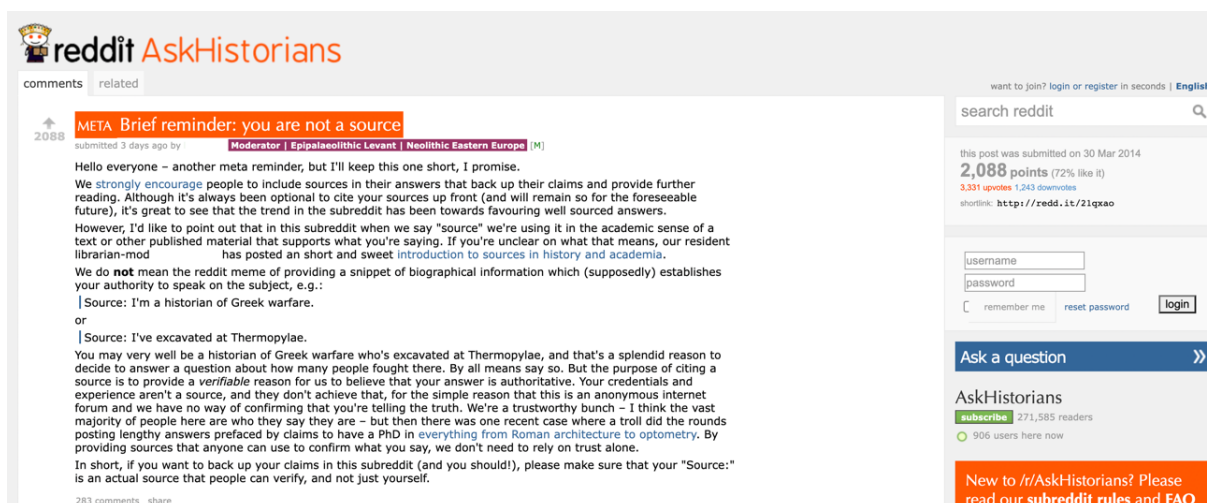 reddit AskHistorians
comments related
want to join? login or register in seconds | English
2088
META Brief reminder: you are not a source
submitted 3 days ago by Moderator | Epipalaeolithic Levant | Neolithic Eastern Europe [M]
Hello everyone – another meta reminder, but I'll keep this one short, I promise.
We strongly encourage people to include sources in their answers that back up their claims and provide further
reading. Although it's always been optional to cite your sources up front (and will remain so for the foreseeable
future), it's great to see that the trend in the subreddit has been towards favouring well sourced answers.
However, I'd like to point out that in this subreddit when we say "source" we're using it in the academic sense of a
text or other published material that supports what you're saying. If you're unclear on what that means, our resident
librarian-mod has posted an short and sweet introduction to sources in history and academia.
We do not mean the reddit meme of providing a snippet of biographical information which (supposedly) establishes
your authority to speak on the subject, e.g.:
Source: I'm a historian of Greek warfare.
or
Source: I've excavated at Thermopylae.
You may very well be a historian of Greek warfare who's excavated at Thermopylae, and that's a splendid reason to
decide to answer a question about how many people fought there. By all means say so. But the purpose of citing a
source is to provide a verifiable reason for us to believe that your answer is authoritative. Your credentials and
experience aren't a source, and they don't achieve that, for the simple reason that this is an anonymous internet
forum and we have no way of confirming that you're telling the truth. We're a trustworthy bunch – I think the vast
majority of people here are who they say they are – but then there was one recent case where a troll did the rounds
posting lengthy answers prefaced by claims to have a PhD in everything from Roman architecture to optometry. By
providing sources that anyone can use to confirm what you say, we don't need to rely on trust alone.
In short, if you want to back up your claims in this subreddit (and you should!), please make sure that your "Source:"
is an actual source that people can verify, and not just yourself.
283 comments share
search reddit
this post was submitted on 30 Mar 2014
2,088 points (72% like it)
3,331 upvotes 1,243 downvotes
shortlink: http://redd.it/21qxao
username
password
remember me reset password login
Ask a question
AskHistorians
subscribe 271,585 readers
906 users here now
New to /r/AskHistorians? Please
read our subreddit rules and FAQ